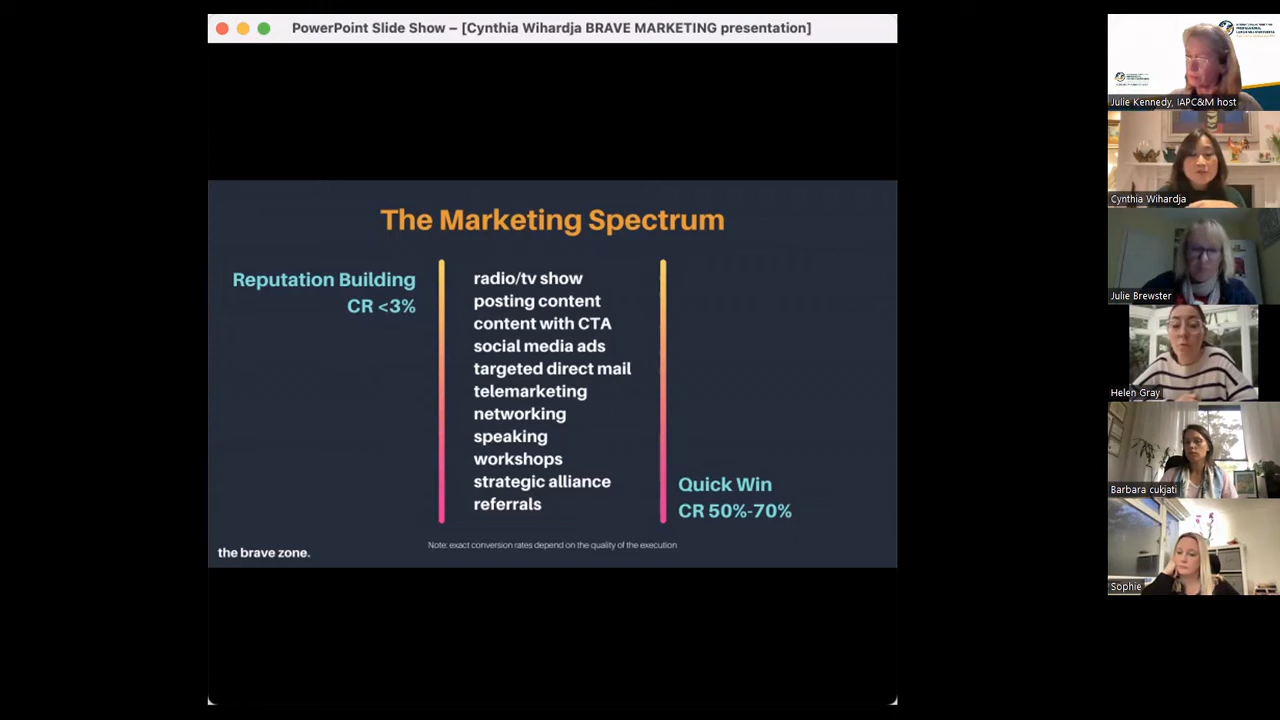 PowerPoint Slide Show – [Cynthia Wihardja BRAVE MARKETING presentation]
The Marketing Spectrum
Reputation Building
CR <3%
radio/tv show
posting content
content with CTA
social media ads
targeted direct mail
telemarketing
networking
speaking
workshops
strategic alliance
referrals
Quick Win
CR 50%-70%
Note: exact conversion rates depend on the quality of the execution
the brave zone.
Julie Kennedy, IAPC&M host
Cynthia Wihardja
Julie Brewster
Helen Gray
Barbara cukjati
Sophie